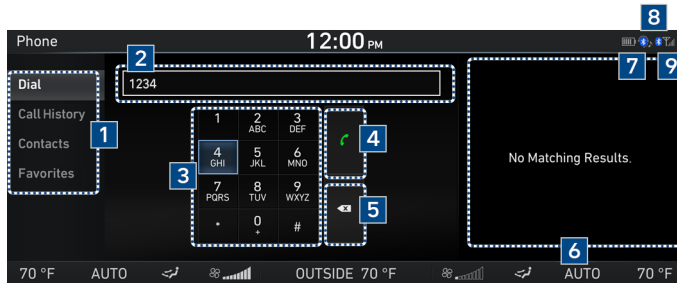 8
Phone
12:00 PM
7
9
2
Dial
1234
Call History
1
Contacts
Favorites
3
1
2
ABC
3
DEF
4
GHI
5
JKL
6
MNO
7
PQRS
8
TUV
9
WXYZ
.
0
+
#
4
5
No Matching Results.
6
70 °F AUTO OUTSIDE 70 °F AUTO 70 °F